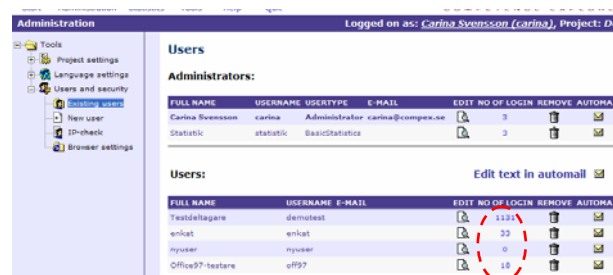 Administration
Logged on as: Carina Svensson (carina), Project: D
Tools
Project settings
Language settings
Users and security
Existing users
New user
IP-check
Browser settings
Users
Administrators:
FULL NAME USERNAME USERTYPE E-MAIL EDIT NO OF LOGIN REMOVE AUTOMA
Carina Svensson carina Administrator carina@compex.se 3
Statistik statistik BasicStatistics 3
Users:
Edit text in automail
FULL NAME USERNAME E-MAIL EDIT NO OF LOGIN REMOVE AUTOMA
Testdeltagare demotest 1131
enkat enkat 33
nyuser nyuser 0
Office97-testare off97 18